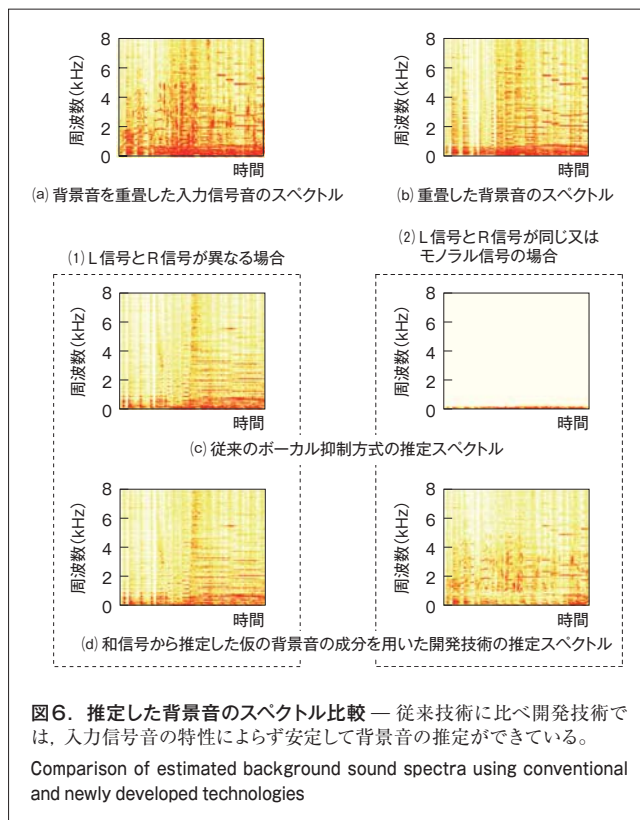 8
6
4
2
0
周波数(kHz)
時間
(a) 背景音を重畳した入力信号音のスペクトル
8
6
4
2
0
周波数(kHz)
時間
(b) 重畳した背景音のスペクトル
(1) L信号とR信号が異なる場合
(2) L信号とR信号が同じ又は
モノラル信号の場合
8
6
4
2
0
周波数(kHz)
時間
8
6
4
2
0
周波数(kHz)
時間
(c) 従来のボーカル抑制方式の推定スペクトル
8
6
4
2
0
周波数(kHz)
時間
8
6
4
2
0
周波数(kHz)
時間
(d) 和信号から推定した仮の背景音の成分を用いた開発技術の推定スペクトル
図6. 推定した背景音のスペクトル比較 — 従来技術に比べ開発技術で
は, 入力信号音の特性によらず安定して背景音の推定ができている。
Comparison of estimated background sound spectra using conventional
and newly developed technologies